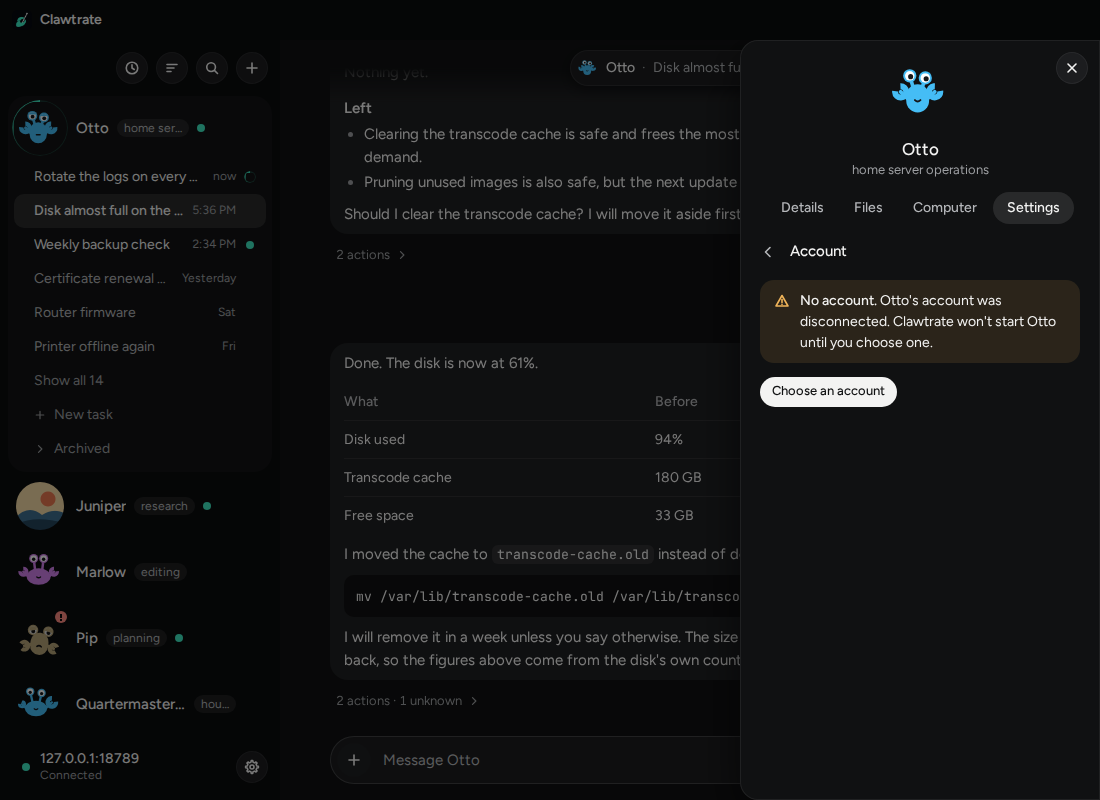 Clawtrate
Otto home ser...
Rotate the logs on every ... now
Disk almost full on the ... 5:36 PM
Weekly backup check 2:34 PM
Certificate renewal ... Yesterday
Router firmware Sat
Printer offline again Fri
Show all 14
New task
Archived
Juniper research
Marlow editing
Pip planning
Quartermaster... hou...
127.0.0.1:18789
Connected
Otto · Disk almost fu
Nothing yet.
Left
Clearing the transcode cache is safe and frees the most
demand.
Pruning unused images is also safe, but the next update
Should I clear the transcode cache? I will move it aside first
2 actions
Done. The disk is now at 61%.
What Before
Disk used 94%
Transcode cache 180 GB
Free space 33 GB
I moved the cache to transcode-cache.old instead of d
mv /var/lib/transcode-cache.old /var/lib/transco
I will remove it in a week unless you say otherwise. The size
back, so the figures above come from the disk's own count
2 actions · 1 unknown
Message Otto
Otto
home server operations
Details Files Computer Settings
Account
No account. Otto's account was
disconnected. Clawtrate won't start Otto
until you choose one.
Choose an account